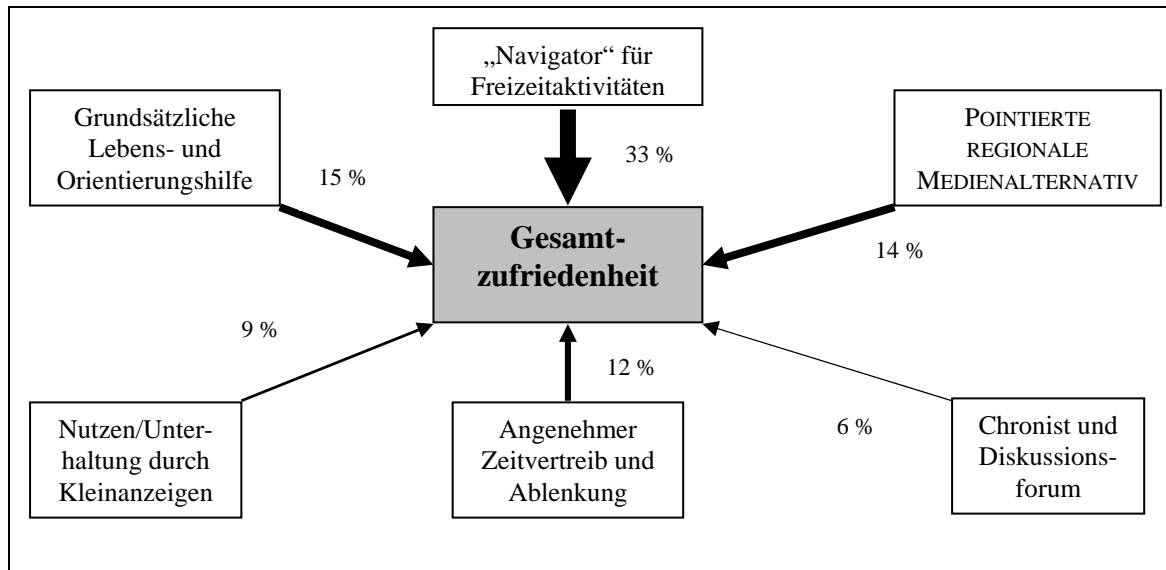 „Navigator“ für
Freizeitaktivitäten
Grundsätzliche
Lebens- und
Orientierungshilfe
POINTIERTE
REGIONALE
MEDIENALTERNATIV
33 %
15 %
14 %
Gesamt-
zufriedenheit
9 %
12 %
6 %
Nutzen/Unter-
haltung durch
Kleinanzeigen
Angenehmer
Zeitvertreib und
Ablenkung
Chronist und
Diskussions-
forum